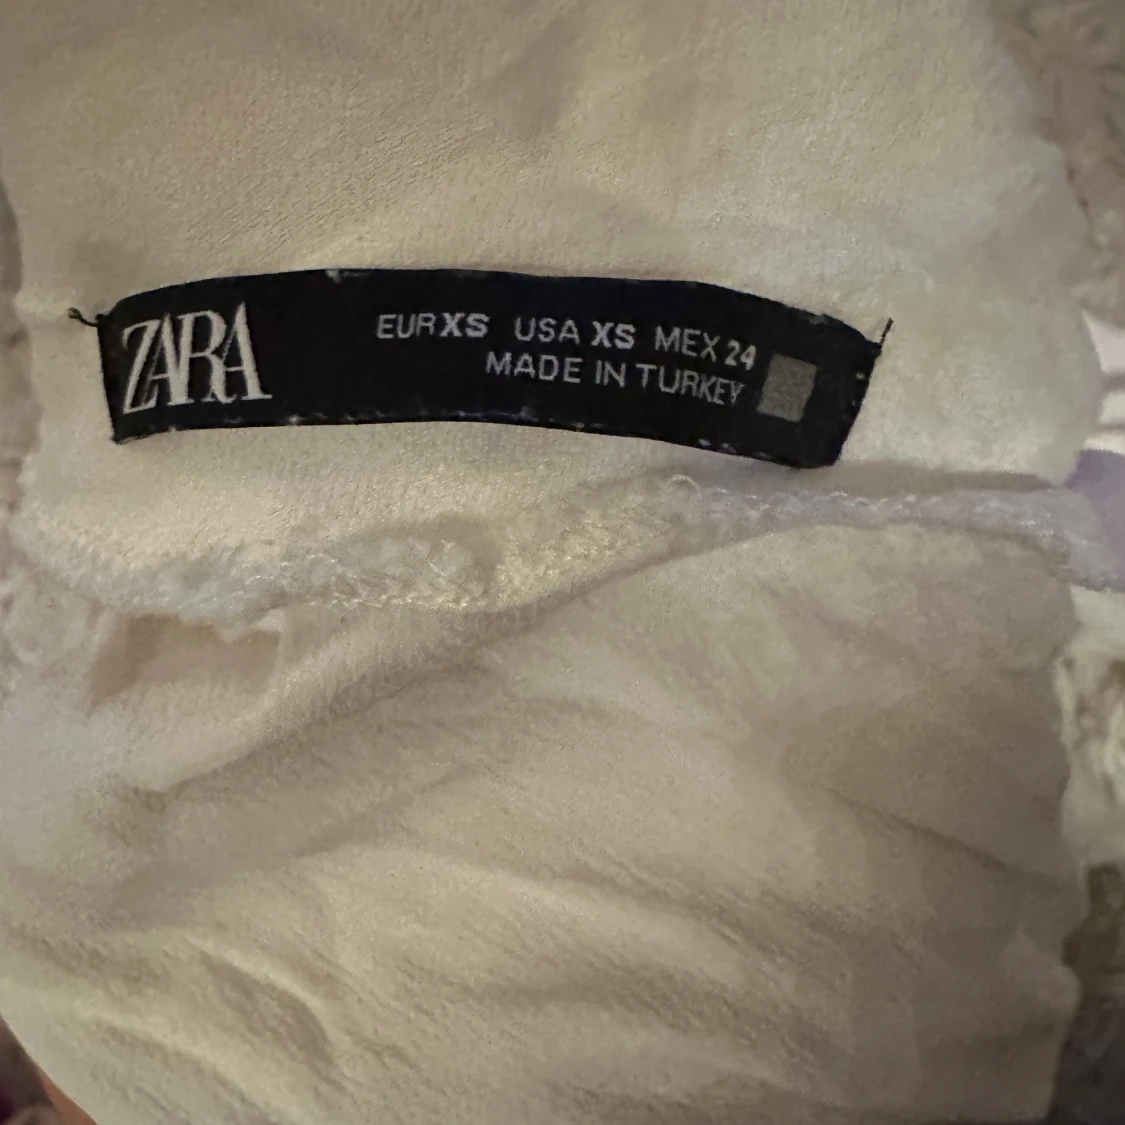 ZARA
EUR XS USA XS MEX 24
MADE IN TURKEY